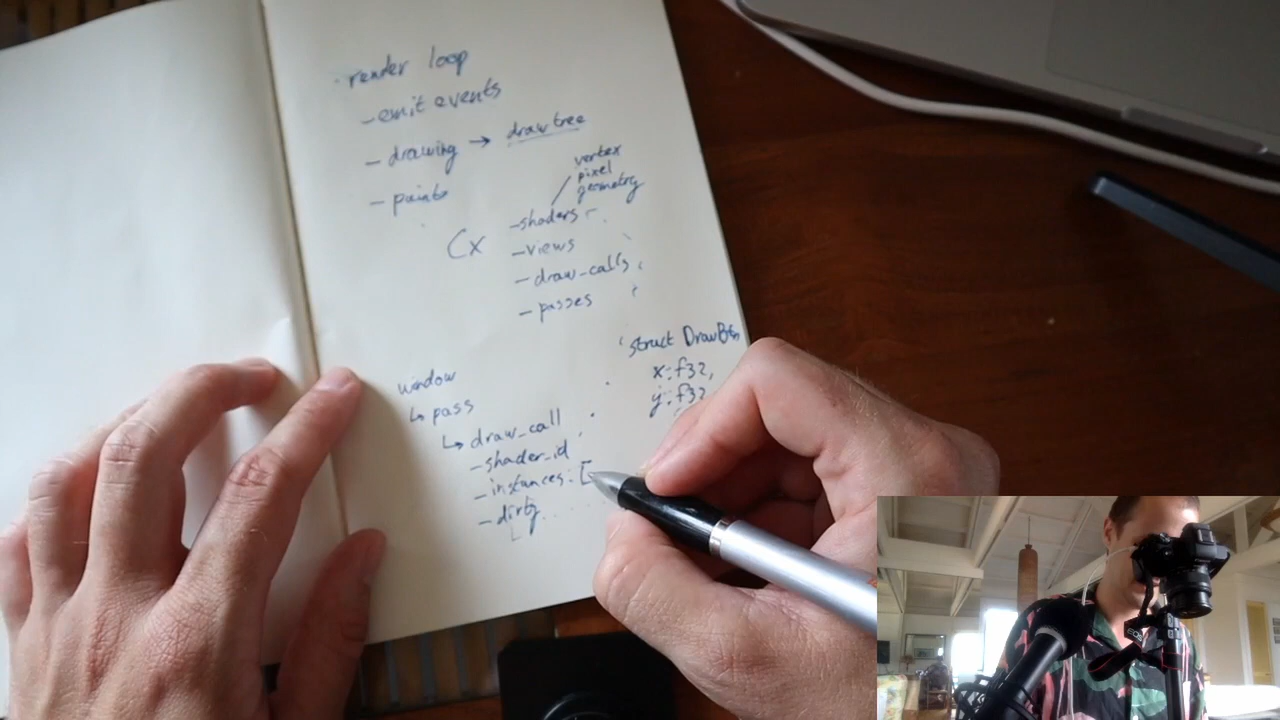 render loop
- emit events
- drawing → draw tree
- paints
vertex
pixel
geometry
Cx
- shaders
- views
- draw_calls
- passes
struct DrawBtn
x: f32,
y: f32
window
↳ pass
↳ draw_call
- shader_id
- instances: [
- dirty